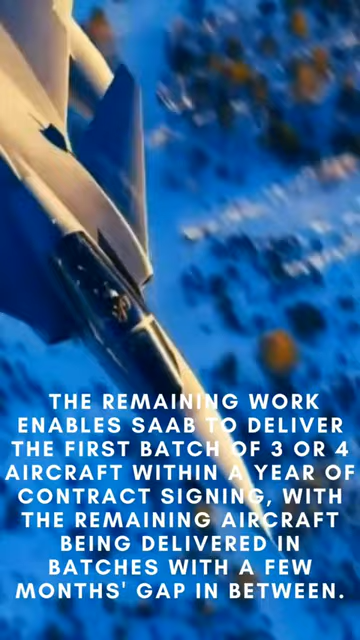 THE REMAINING WORK
ENABLES SAAB TO DELIVER
THE FIRST BATCH OF 3 OR 4
AIRCRAFT WITHIN A YEAR OF
CONTRACT SIGNING, WITH
THE REMAINING AIRCRAFT
BEING DELIVERED IN
BATCHES WITH A FEW
MONTHS' GAP IN BETWEEN.